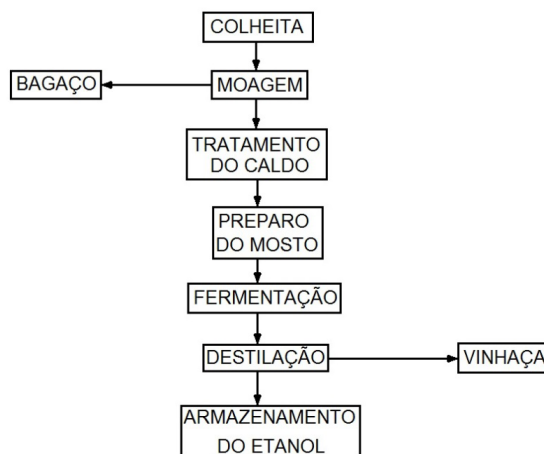 COLHEITA
BAGAÇO
MOAGEM
TRATAMENTO
DO CALDO
PREPARO
DO MOSTO
FERMENTAÇÃO
DESTILAÇÃO
VINHAÇA
ARMAZENAMENTO
DO ETANOL